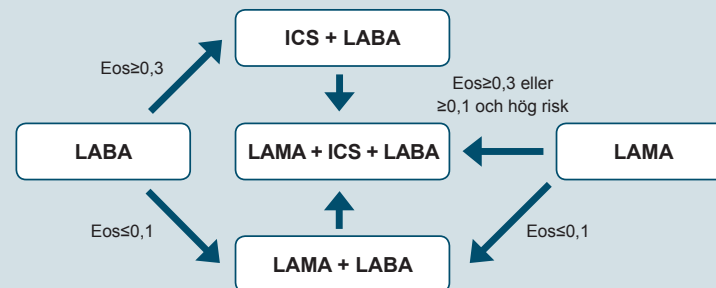 ICS + LABA
Eos≥0,3
Eos≥0,3 eller
≥0,1 och hög risk
LABA
LAMA + ICS + LABA
LAMA
Eos≤0,1
Eos≤0,1
LAMA + LABA